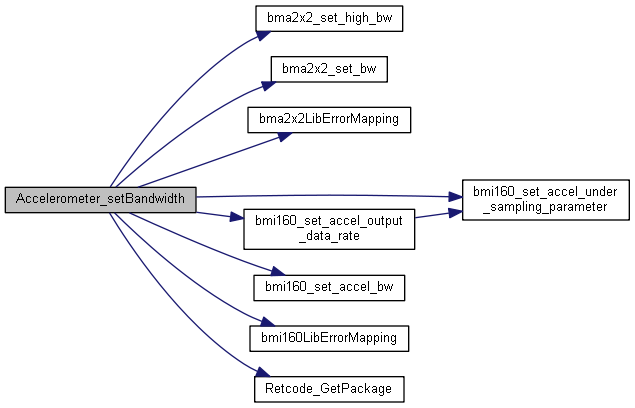 bma2x2_set_high_bw
bma2x2_set_bw
bma2x2LibErrorMapping
Accelerometer_setBandwidth
bmi160_set_accel_under
_sampling_parameter
bmi160_set_accel_output
_data_rate
bmi160_set_accel_bw
bmi160LibErrorMapping
Retcode_GetPackage